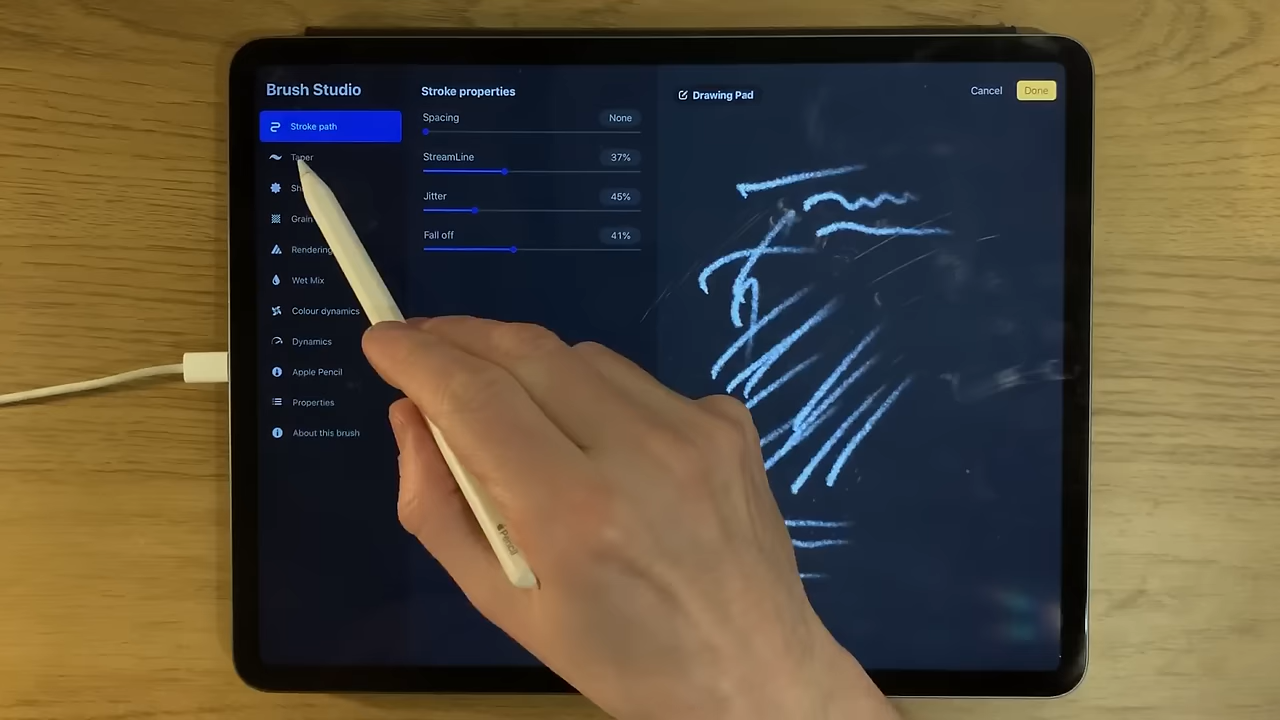 Brush Studio
Stroke path
Taper
Grain
Rendering
Wet Mix
Colour dynamics
Dynamics
Apple Pencil
Properties
About this brush
Stroke properties
Spacing None
StreamLine 37%
Jitter 45%
Fall off 41%
Drawing Pad
Cancel
Done
Pencil